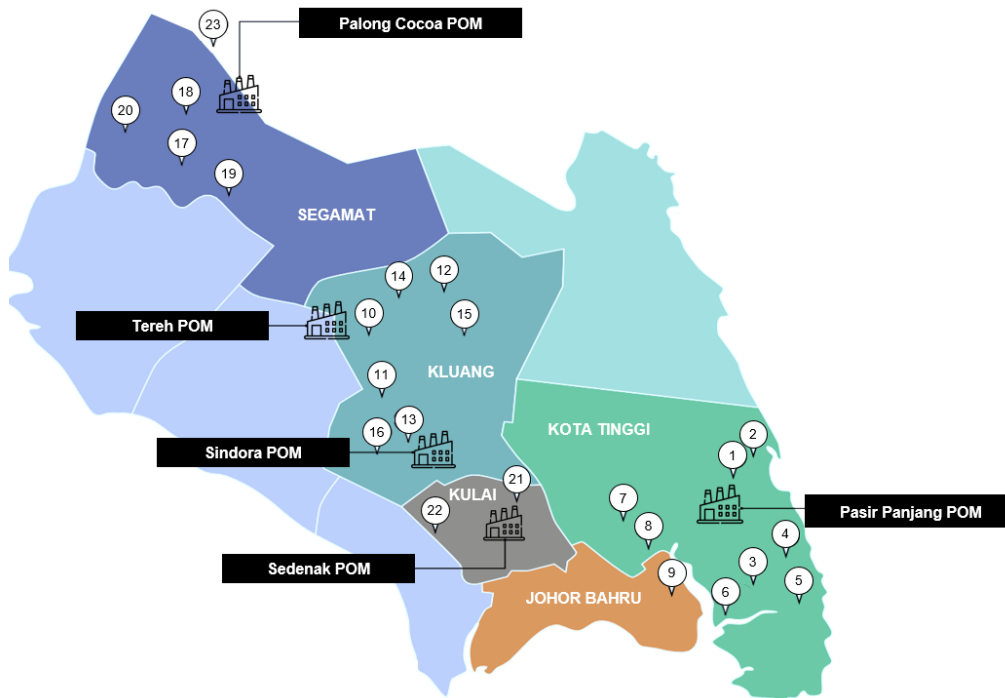 23
Palong Cocoa POM
18
20
17
19
SEGAMAT
14
12
10
15
Tereh POM
11
KLUANG
13
16
KOTA TINGGI
2
1
Sindora POM
21
KULAI
22
7
8
Pasir Panjang POM
4
Sedenak POM
3
9
5
6
JOHOR BAHRU